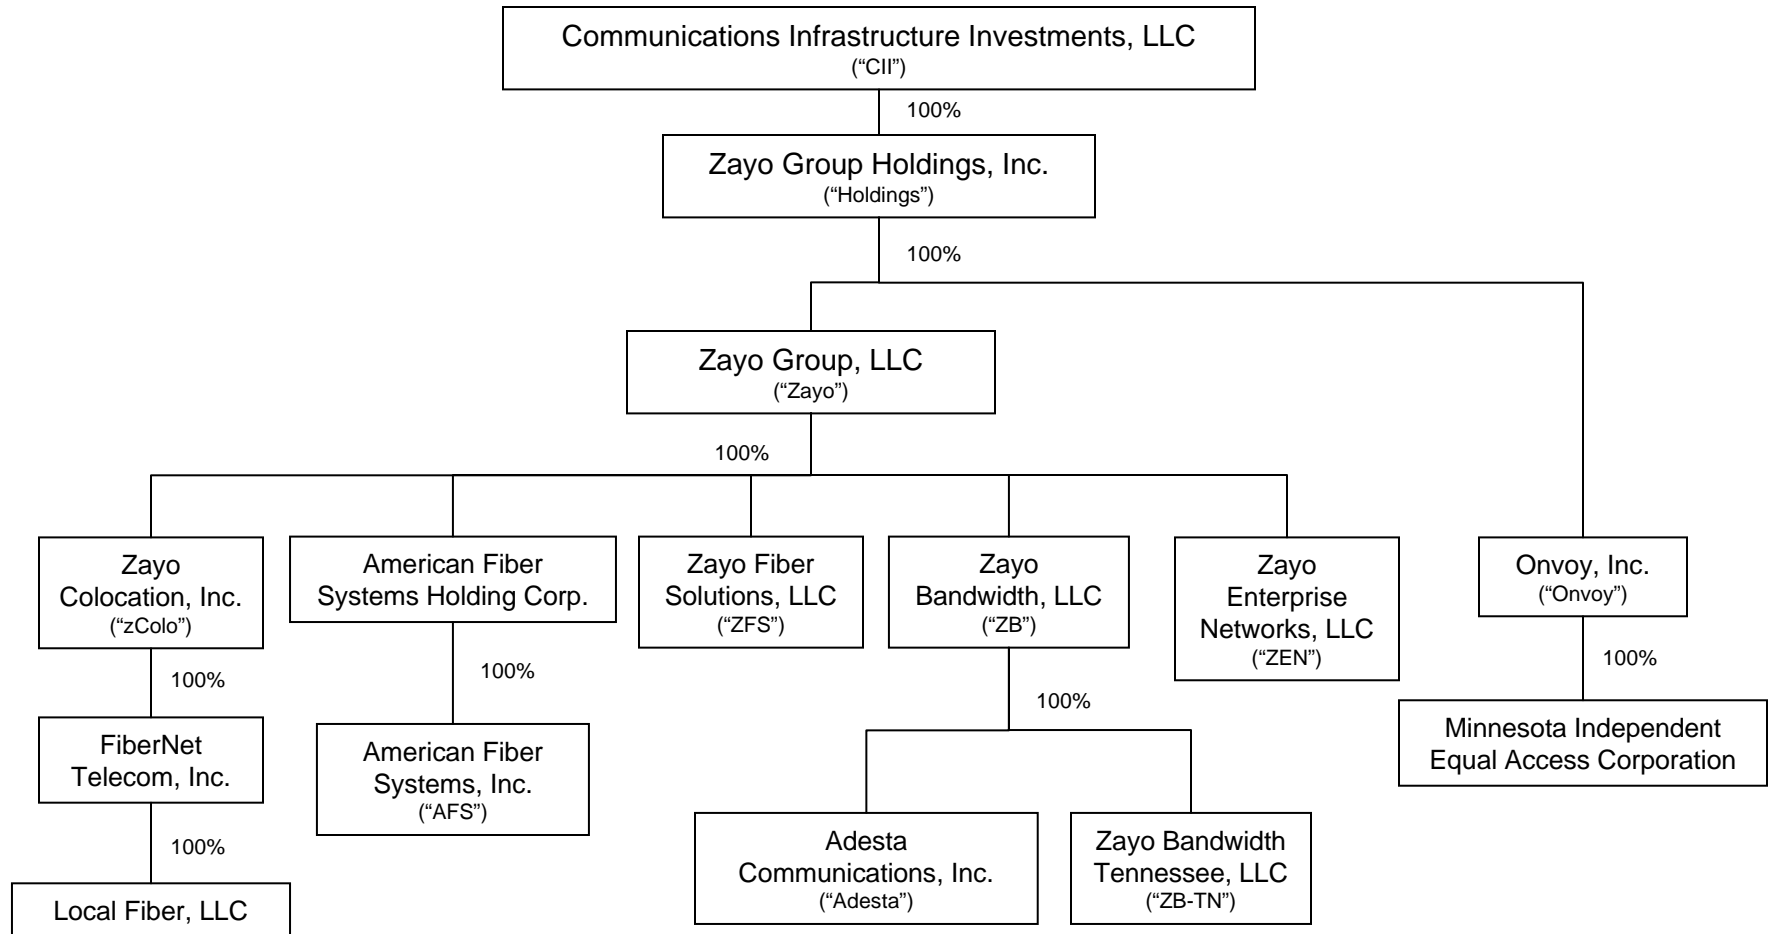 Communications Infrastructure Investments, LLC
(“CII”)
100%
Zayo Group Holdings, Inc.
(“Holdings”)
100%
Zayo Group, LLC
(“Zayo”)
100%
Zayo
Colocation, Inc.
(“zColo”)
American Fiber
Systems Holding Corp.
Zayo Fiber
Solutions, LLC
(“ZFS”)
Zayo
Bandwidth, LLC
(“ZB”)
Zayo
Enterprise
Networks, LLC
(“ZEN”)
Onvoy, Inc.
(“Onvoy”)
100%
100%
100%
100%
FiberNet
Telecom, Inc.
American Fiber
Systems, Inc.
(“AFS”)
Minnesota Independent
Equal Access Corporation
100%
Adesta
Communications, Inc.
(“Adesta”)
Zayo Bandwidth
Tennessee, LLC
(“ZB-TN”)
Local Fiber, LLC